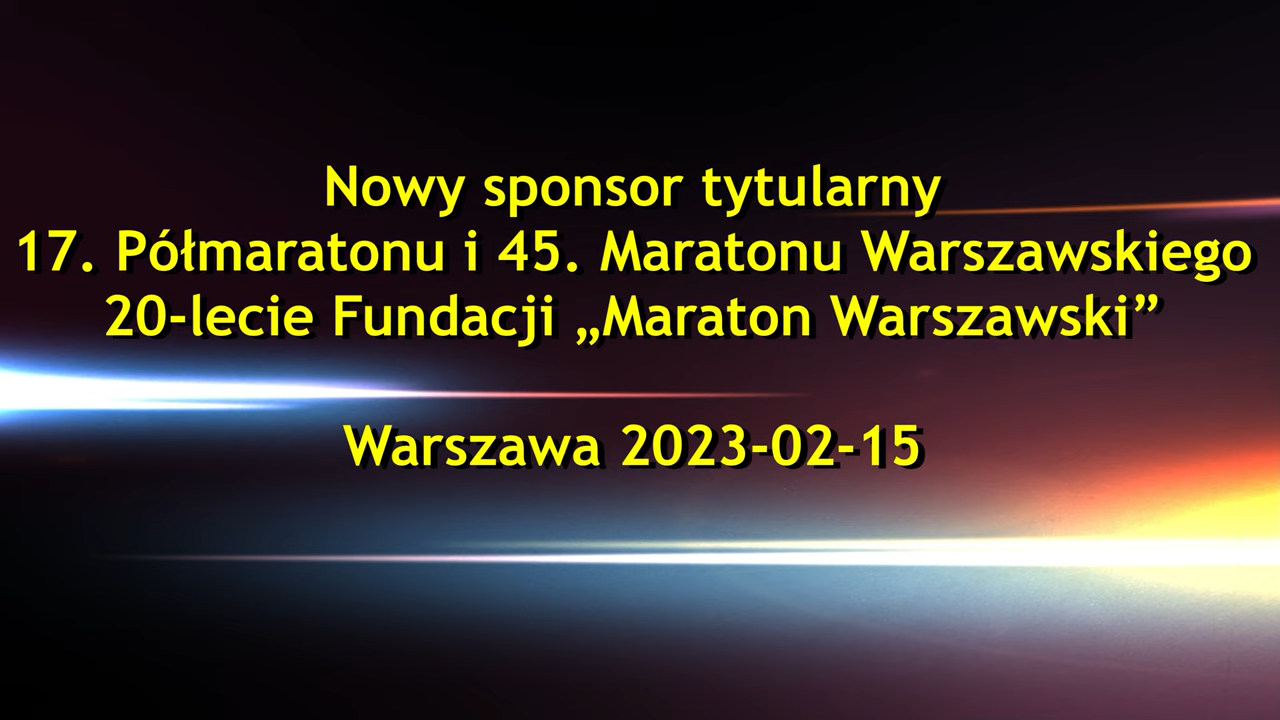 Nowy sponsor tytularny
17. Półmaratonu i 45. Maratonu Warszawskiego
20-lecie Fundacji „Maraton Warszawski”
Warszawa 2023-02-15